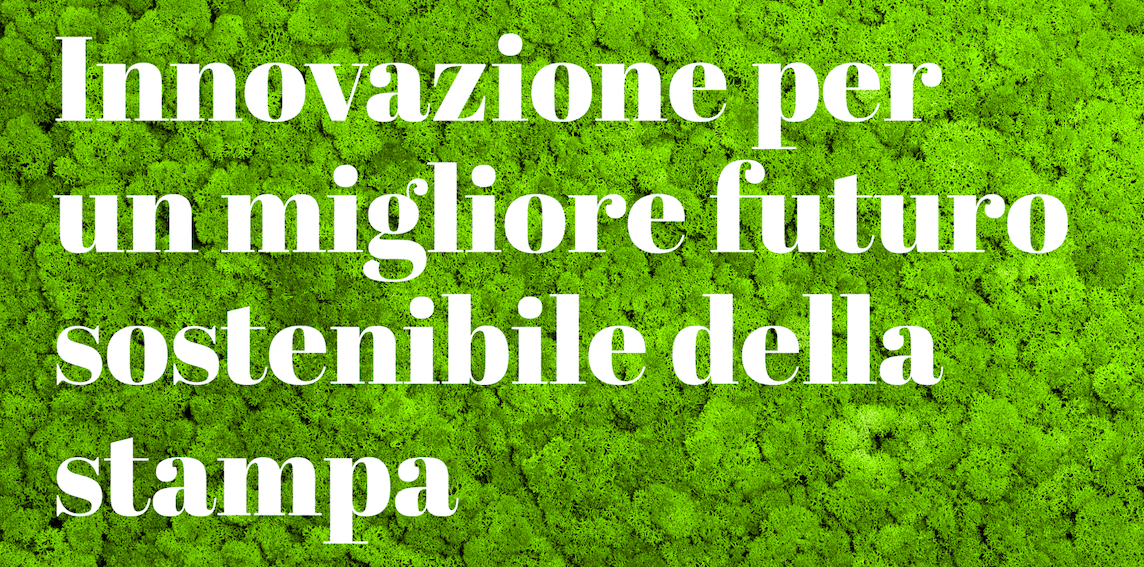 Innovazione per
un migliore futuro
sostenibile della
stampa